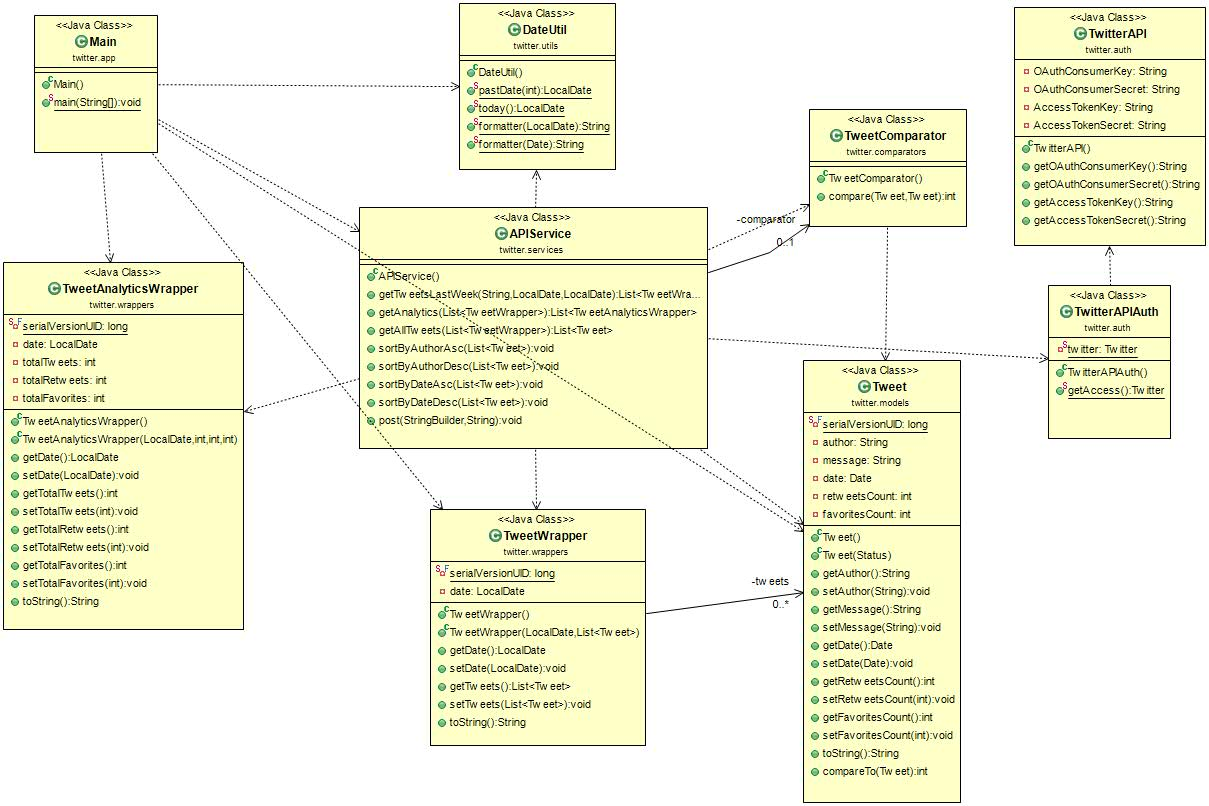 <<Java Class>>
Main
twitter.app
Main()
main(String[]):void
<<Java Class>>
DateUtil
twitter.utils
DateUtil()
pastDate(int):LocalDate
today():LocalDate
formatter(LocalDate):String
formatter(Date):String
<<Java Class>>
TwitterAPI
twitter.auth
OAuthConsumerKey: String
OAuthConsumerSecret: String
AccessTokenKey: String
AccessTokenSecret: String
TwitterAPI()
getOAuthConsumerKey():String
getOAuthConsumerSecret():String
getAccessTokenKey():String
getAccessTokenSecret():String
<<Java Class>>
TweetComparator
twitter.comparators
TweetComparator()
compare(Tweet,Tweet):int
-comparator
0..1
<<Java Class>>
APIService
twitter.services
APIService()
getTweetsLastWeek(String,LocalDate,LocalDate):List<TweetWra...
getAnalytics(List<TweetWrapper>):List<TweetAnalyticsWrapper>
getAllTweets(List<TweetWrapper>):List<Tweet>
sortByAuthorAsc(List<Tweet>):void
sortByAuthorDesc(List<Tweet>):void
sortByDateAsc(List<Tweet>):void
sortByDateDesc(List<Tweet>):void
post(StringBuilder,String):void
<<Java Class>>
TweetAnalyticsWrapper
twitter.wrappers
serialVersionUID: long
date: LocalDate
totalTweets: int
totalRetweets: int
totalFavorites: int
TweetAnalyticsWrapper()
TweetAnalyticsWrapper(LocalDate,int,int,int)
getDate():LocalDate
setDate(LocalDate):void
getTotalTweets():int
setTotalTweets(int):void
getTotalRetweets():int
setTotalRetweets(int):void
getTotalFavorites():int
setTotalFavorites(int):void
toString():String
<<Java Class>>
TwitterAPIAuth
twitter.auth
twitter: Twitter
TwitterAPIAuth()
getAccess():Twitter
<<Java Class>>
Tweet
twitter.models
serialVersionUID: long
author: String
message: String
date: Date
retweetsCount: int
favoritesCount: int
Tweet()
Tweet(Status)
getAuthor():String
setAuthor(String):void
getMessage():String
setMessage(String):void
getDate():Date
setDate(Date):void
getRetweetsCount():int
setRetweetsCount(int):void
getFavoritesCount():int
setFavoritesCount(int):void
toString():String
compareTo(Tweet):int
<<Java Class>>
TweetWrapper
twitter.wrappers
serialVersionUID: long
date: LocalDate
TweetWrapper()
TweetWrapper(LocalDate,List<Tweet>)
getDate():LocalDate
setDate(LocalDate):void
getTweets():List<Tweet>
setTweets(List<Tweet>):void
toString():String
-tweets
0..*